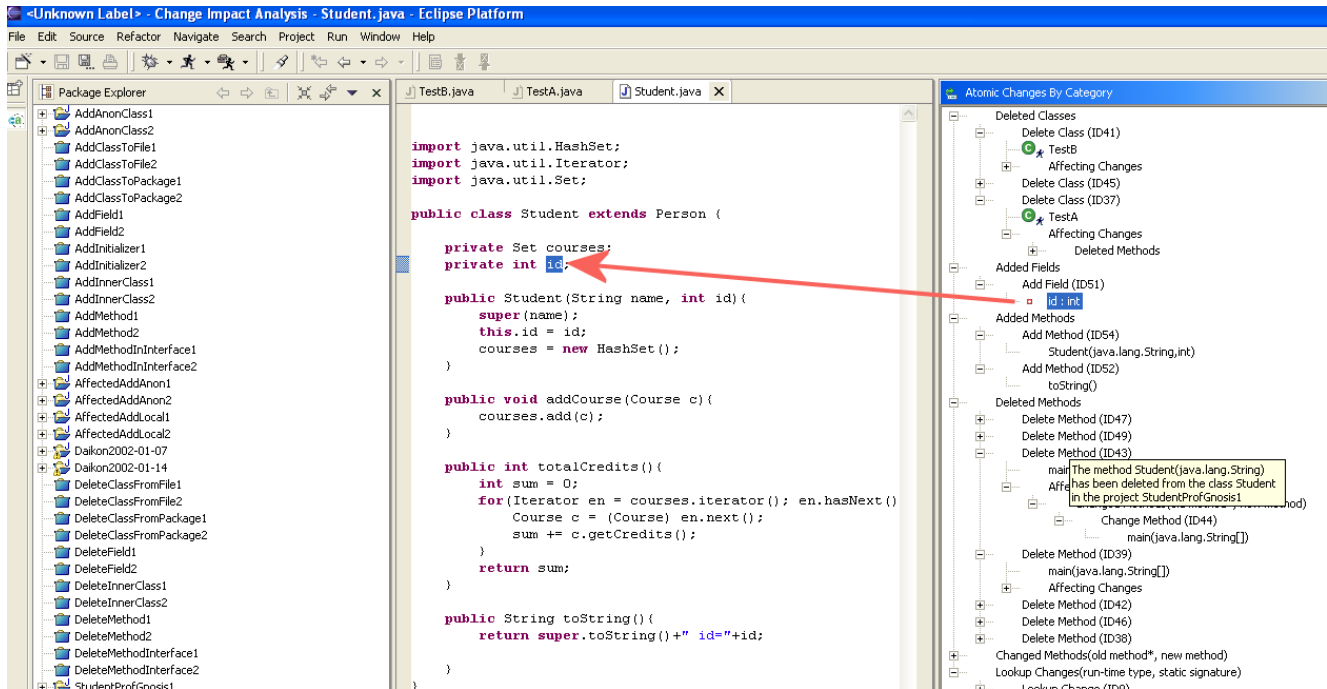 <Unknown Label> - Change Impact Analysis - Student.java - Eclipse Platform
File Edit Source Refactor Navigate Search Project Run Window Help
Package Explorer
AddAnonClass1
AddAnonClass2
AddClassToFile1
AddClassToFile2
AddClassToPackage1
AddClassToPackage2
AddField1
AddField2
AddInitializer1
AddInitializer2
AddInnerClass1
AddInnerClass2
AddMethod1
AddMethod2
AddMethodInInterface1
AddMethodInInterface2
AffectedAddAnon1
AffectedAddAnon2
AffectedAddLocal1
AffectedAddLocal2
Daikon2002-01-07
Daikon2002-01-14
DeleteClassFromFile1
DeleteClassFromFile2
DeleteClassFromPackage1
DeleteClassFromPackage2
DeleteField1
DeleteField2
DeleteInnerClass1
DeleteInnerClass2
DeleteMethod1
DeleteMethod2
DeleteMethodInterface1
DeleteMethodInterface2
StudentProfGnosis1
TestB.java TestA.java Student.java
import java.util.HashSet;
import java.util.Iterator;
import java.util.Set;
public class Student extends Person {
private Set courses;
private int id;
public Student(String name, int id){
super(name);
this.id = id;
courses = new HashSet();
}
public void addCourse(Course c){
courses.add(c);
}
public int totalCredits(){
int sum = 0;
for(Iterator en = courses.iterator(); en.hasNext()
Course c = (Course) en.next();
sum += c.getCredits();
}
return sum;
}
public String toString(){
return super.toString()+" id="+id;
}
}
Atomic Changes By Category
Deleted Classes
Delete Class (ID41)
TestB
Affecting Changes
Delete Class (ID45)
Delete Class (ID37)
TestA
Affecting Changes
Deleted Methods
Added Fields
Add Field (ID51)
id : int
Added Methods
Add Method (ID54)
Student(java.lang.String,int)
Add Method (ID52)
toString()
Deleted Methods
Delete Method (ID47)
Delete Method (ID49)
Delete Method (ID43)
mai
The method Student(java.lang.String)
has been deleted from the class Student
in the project StudentProfGnosis1
Affe
Change Method (ID44)
main(java.lang.String[])
Delete Method (ID39)
main(java.lang.String[])
Affecting Changes
Delete Method (ID42)
Delete Method (ID46)
Delete Method (ID38)
Changed Methods(old method*, new method)
Lookup Changes(run-time type, static signature)
Lookup Change (ID9)